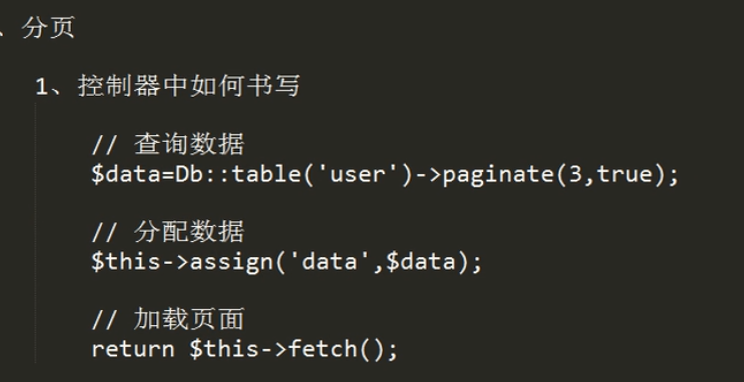 、分页
1、控制器中如何书写
// 查询数据
$data=Db::table('user')->paginate(3,true);
// 分配数据
$this->assign('data',$data);
// 加载页面
return $this->fetch();